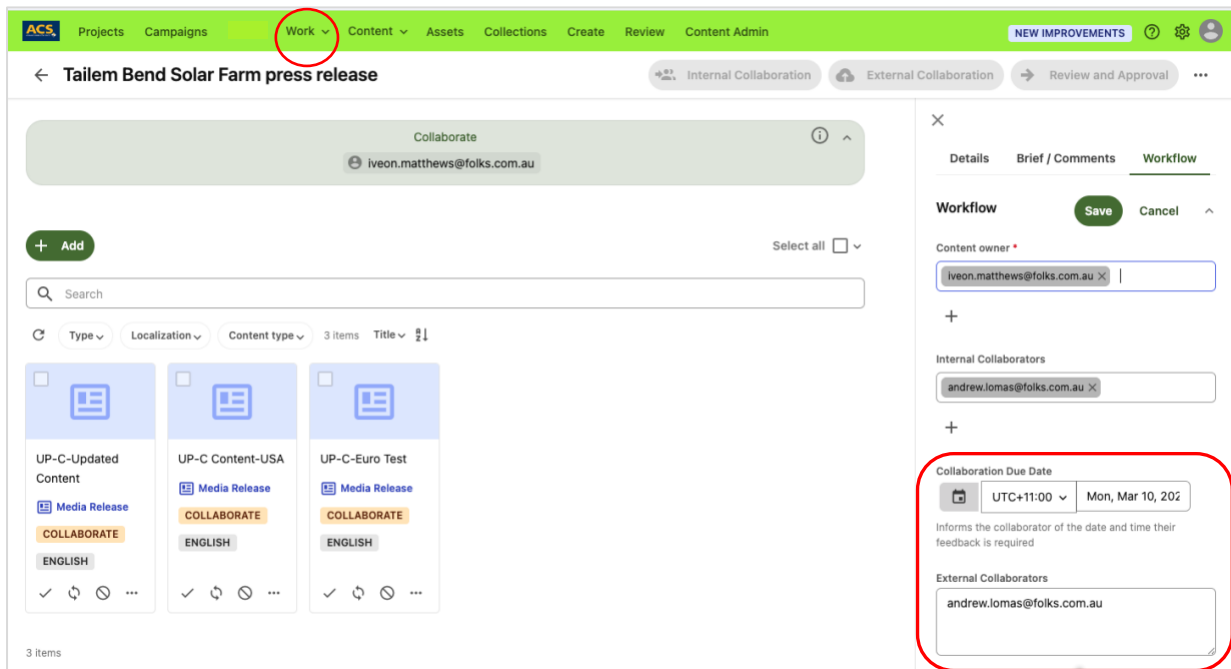 ACS
Projects
Campaigns
Work
Content
Assets
Collections
Create
Review
Content Admin
NEW IMPROVEMENTS
Tailem Bend Solar Farm press release
Internal Collaboration
External Collaboration
Review and Approval
Collaborate
iveon.matthews@folks.com.au
+ Add
Select all
Search
Type
Localization
Content type
3 items
Title
UP-C-Updated
Content
Media Release
COLLABORATE
ENGLISH
UP-C Content-USA
Media Release
COLLABORATE
ENGLISH
UP-C-Euro Test
Media Release
COLLABORATE
ENGLISH
3 items
Details
Brief / Comments
Workflow
Workflow
Save
Cancel
Content owner *
iveon.matthews@folks.com.au
Internal Collaborators
andrew.lomas@folks.com.au
Collaboration Due Date
UTC+11:00
Mon, Mar 10, 202
Informs the collaborator of the date and time their
feedback is required
External Collaborators
andrew.lomas@folks.com.au